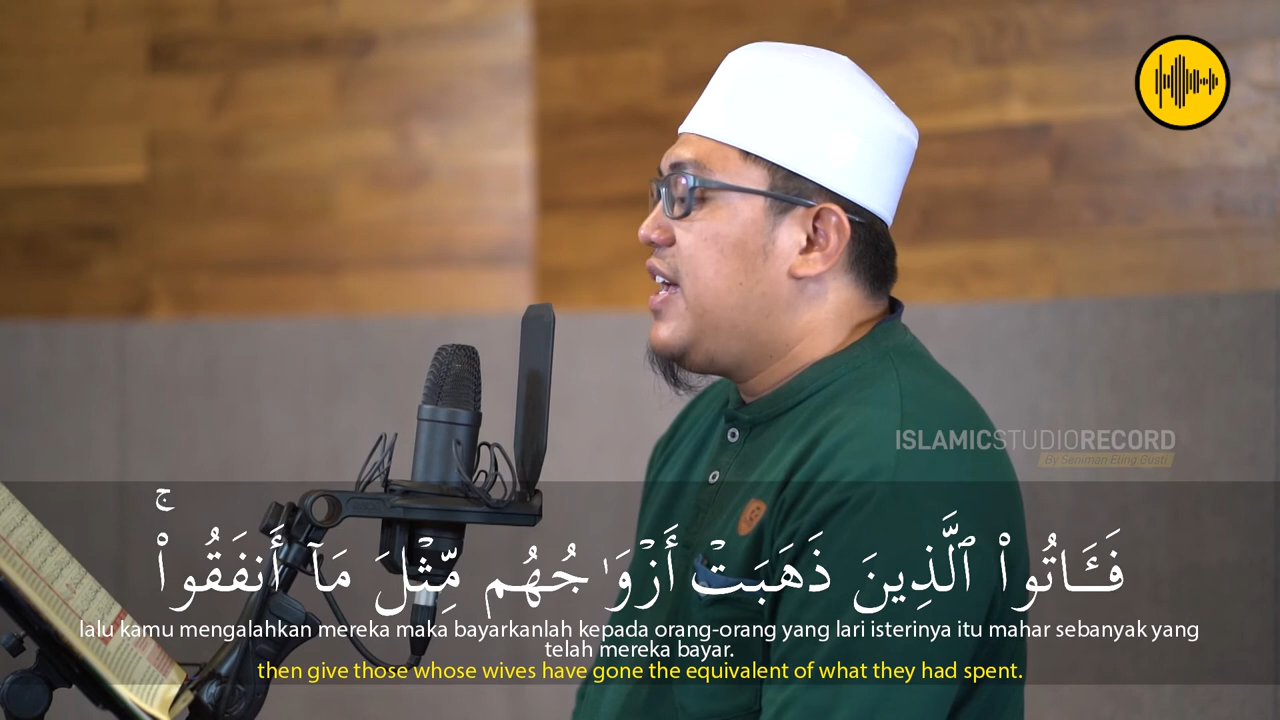 ISLAMICSTUDIORECORD
By Seniman Eling Gusti
فَـَٔاتُوا۟ ٱلَّذِينَ ذَهَبَتْ أَزْوَٰجُهُم مِّثْلَ مَآ أَنفَقُوا۟ ۚ
lalu kamu mengalahkan mereka maka bayarkanlah kepada orang-orang yang lari isterinya itu mahar sebanyak yang
telah mereka bayar.
then give those whose wives have gone the equivalent of what they had spent.